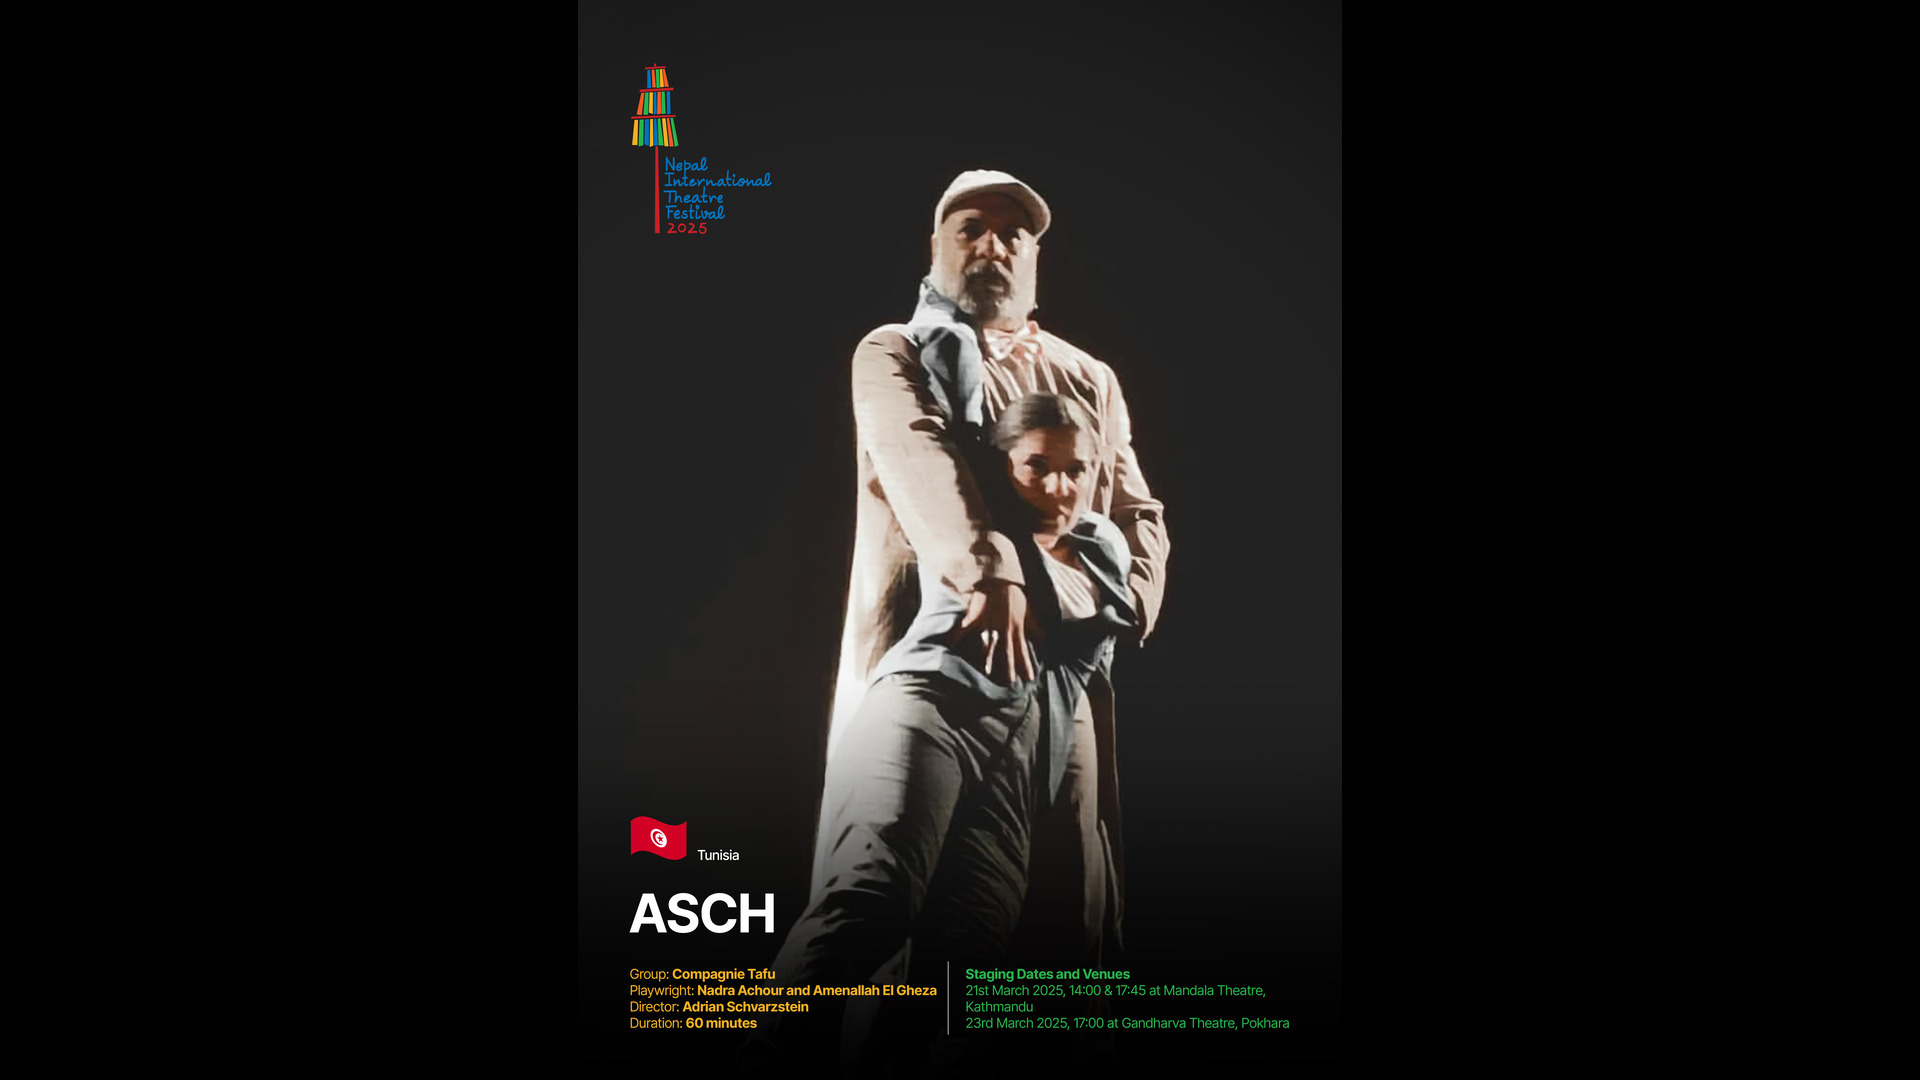 Nepal
International
Theatre
Festival
2025
Tunisia
ASCH
Group: Compagnie Tafu
Playwright: Nadra Achour and Amenallah El Gheza
Director: Adrian Schvarzstein
Duration: 60 minutes
Staging Dates and Venues
21st March 2025, 14:00 & 17:45 at Mandala Theatre,
Kathmandu
23rd March 2025, 17:00 at Gandharva Theatre, Pokhara